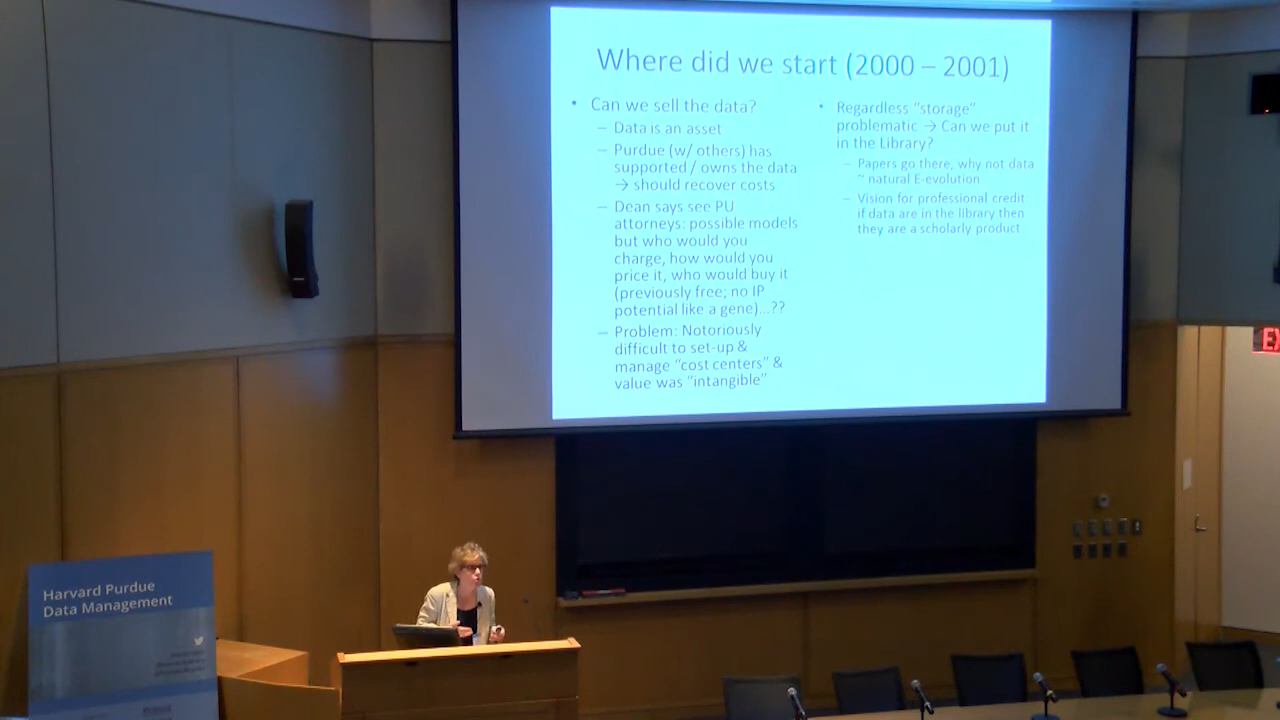 Where did we start (2000 – 2001)
• Can we sell the data?
– Data is an asset
– Purdue (w/ others) has
supported / owns the data
→ should recover costs
– Dean says see PU
attorneys: possible models
but who would you
charge, how would you
price it, who would buy it
(previously free; no IP
potential like a gene)...??
– Problem: Notoriously
difficult to set-up &
manage "cost centers" &
value was "intangible"
• Regardless "storage"
problematic → Can we put it
in the Library?
– Papers go there, why not data
~ natural E-evolution
– Vision for professional credit:
if data are in the library then
they are a scholarly product
EX
Harvard Purdue
Data Management